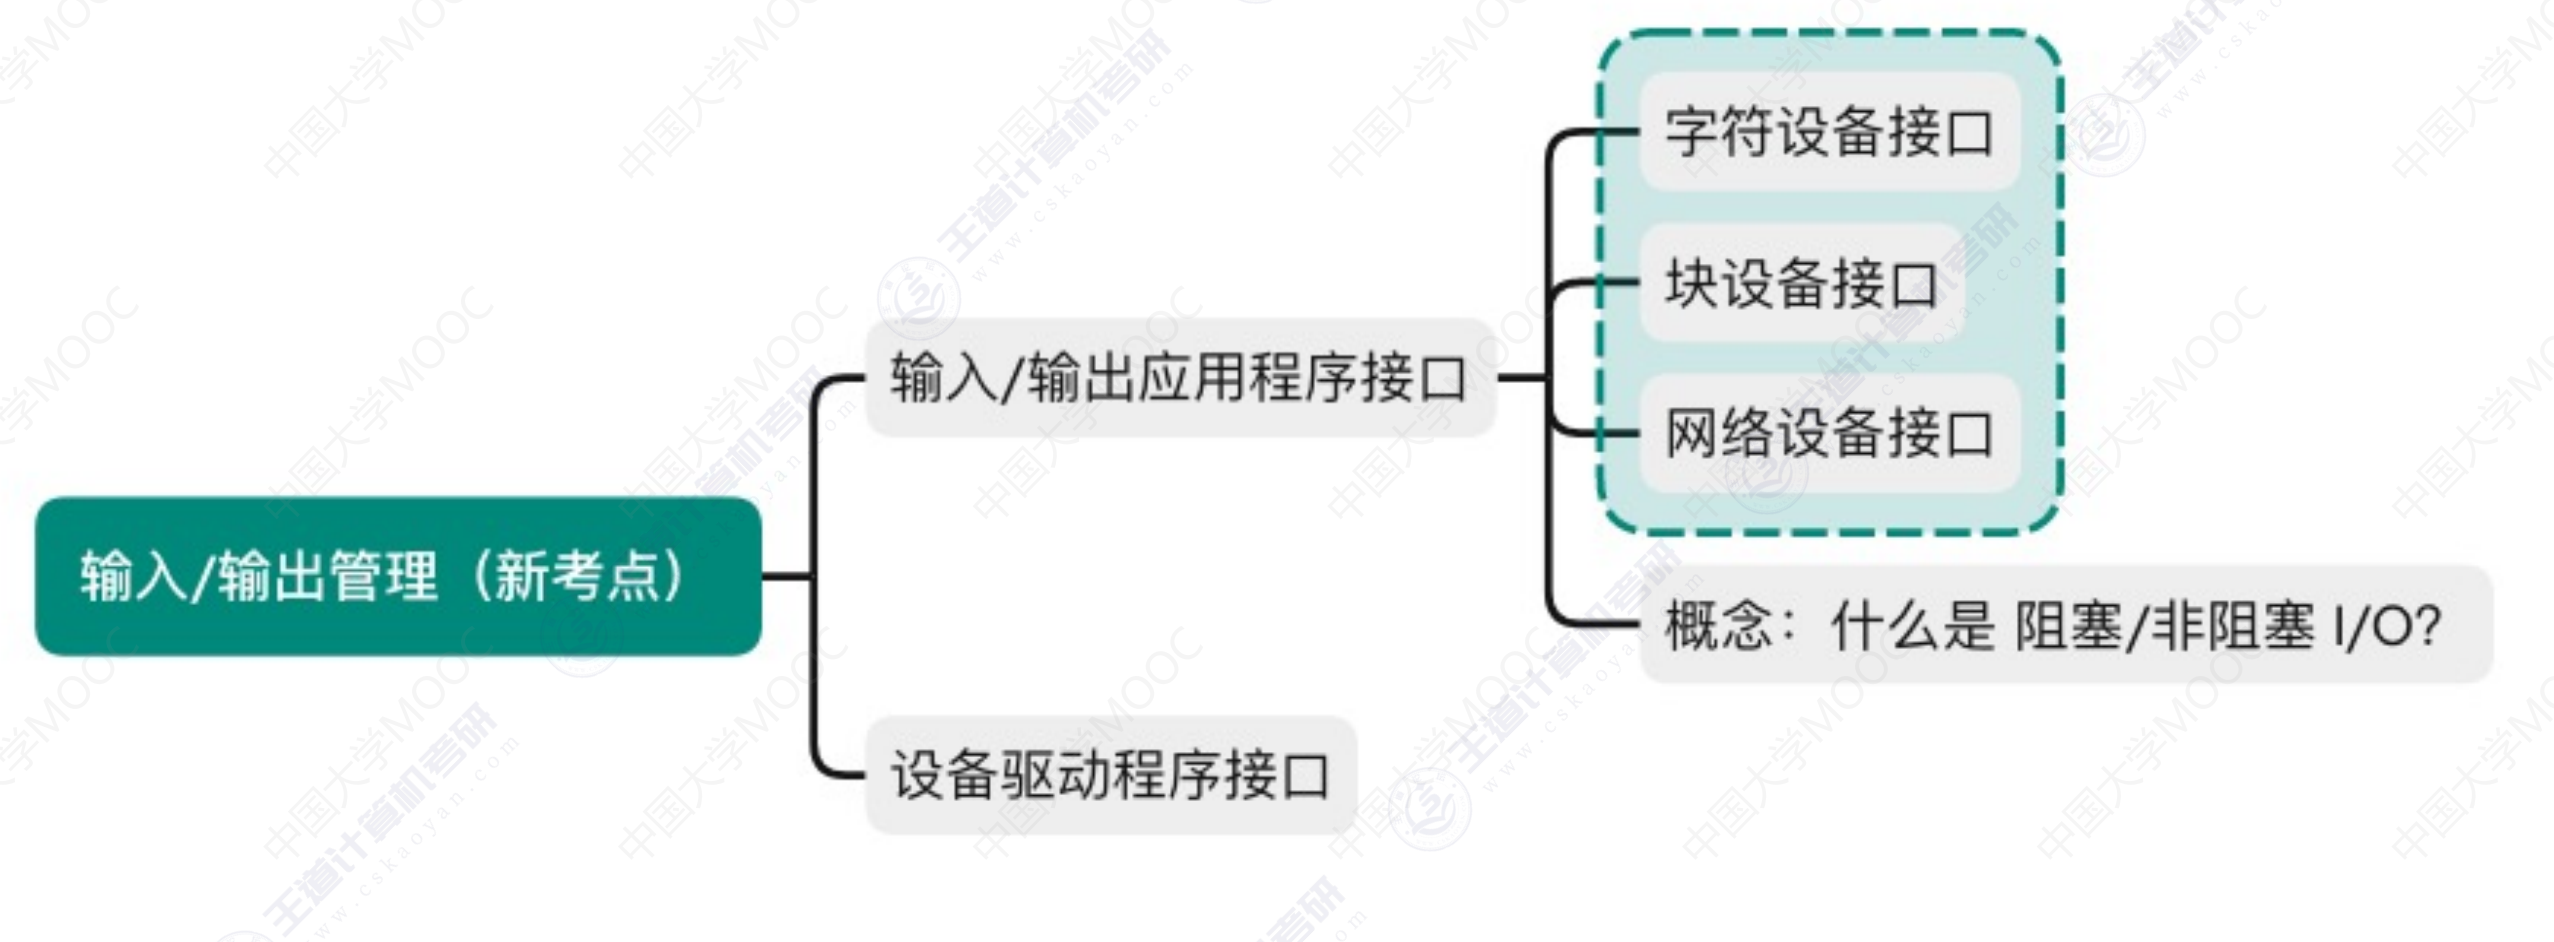 字符设备接口
块设备接口
输入/输出应用程序接口
网络设备接口
输入/输出管理（新考点）
概念：什么是 阻塞/非阻塞 I/O?
设备驱动程序接口
中国大学MOOC
王道计算机考研
www.cskaoyan.com